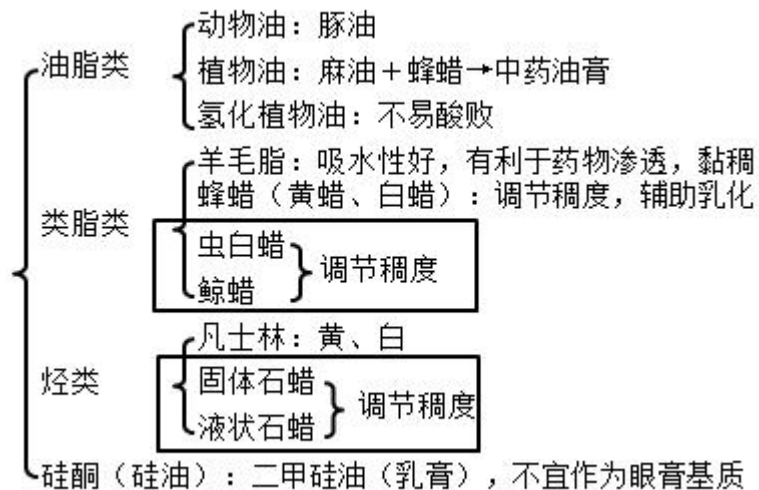 动物油：豚油
油脂类
植物油：麻油＋蜂蜡→中药油膏
氢化植物油：不易酸败
羊毛脂：吸水性好，有利于药物渗透，黏稠
蜂蜡（黄蜡、白蜡）：调节稠度，辅助乳化
类脂类
虫白蜡
鲸蜡
调节稠度
凡士林：黄、白
烃类
固体石蜡
液状石蜡
调节稠度
硅酮（硅油）：二甲硅油（乳膏），不宜作为眼膏基质